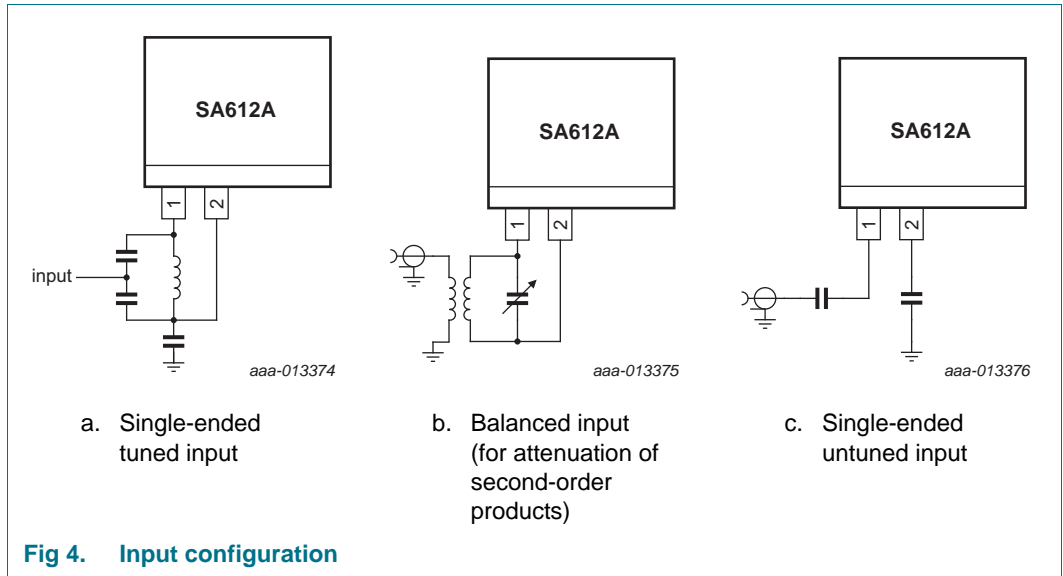 SA612A
1
2
input
aaa-013374
a. Single-ended
tuned input
SA612A
1
2
aaa-013375
b. Balanced input
(for attenuation of
second-order
products)
SA612A
1
2
aaa-013376
c. Single-ended
untuned input
Fig 4. Input configuration